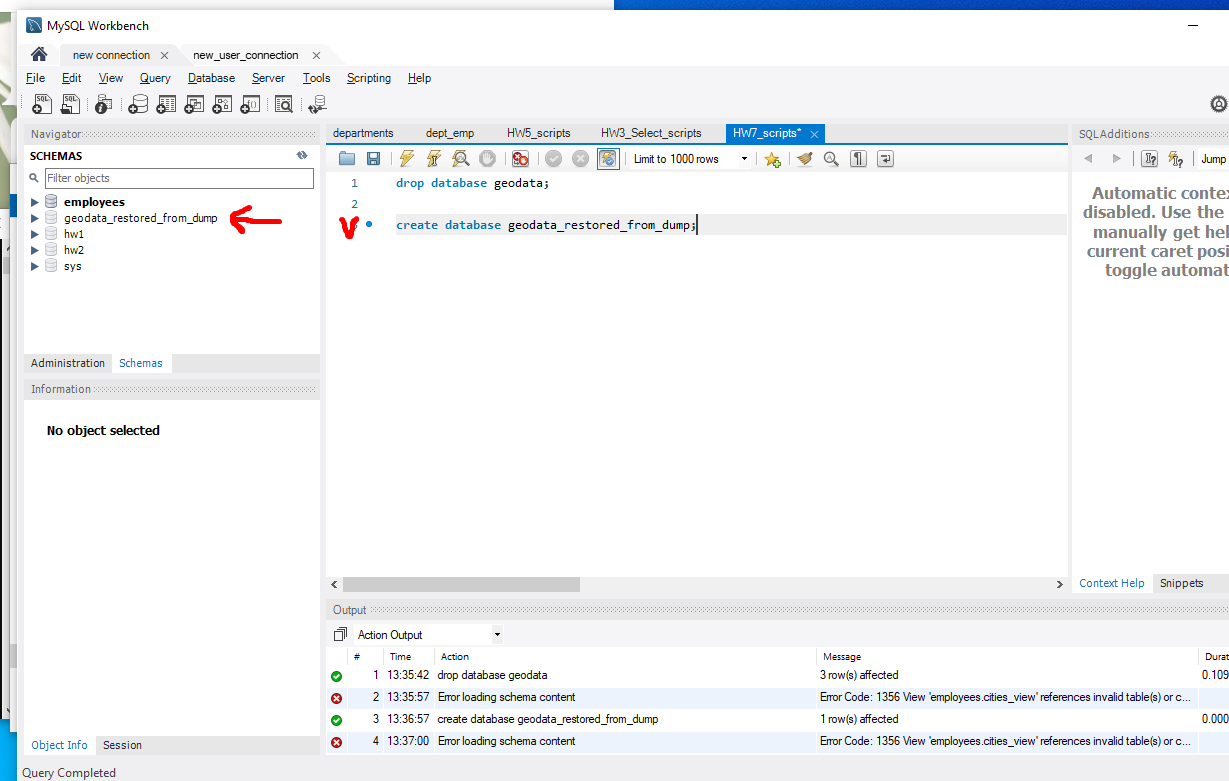 MySQL Workbench
new connection
new_user_connection
File Edit View Query Database Server Tools Scripting Help
Navigator
SCHEMAS
Filter objects
employees
geodata_restored_from_dump
hw1
hw2
sys
Administration Schemas
Information
No object selected
Object Info Session
Query Completed
departments dept_emp HW5_scripts HW3_Select_scripts HW7_scripts*
Limit to 1000 rows
1 drop database geodata;
2
create database geodata_restored_from_dump;
SQLAdditions
Jump
Automatic contex
disabled. Use the
manually get hel
current caret posi
toggle automat
Context Help Snippets
Output
Action Output
# Time Action Message Durat
1 13:35:42 drop database geodata 3 row(s) affected 0.109
2 13:35:57 Error loading schema content Error Code: 1356 View 'employees.cities_view' references invalid table(s) or c...
3 13:36:57 create database geodata_restored_from_dump 1 row(s) affected 0.000
4 13:37:00 Error loading schema content Error Code: 1356 View 'employees.cities_view' references invalid table(s) or c...